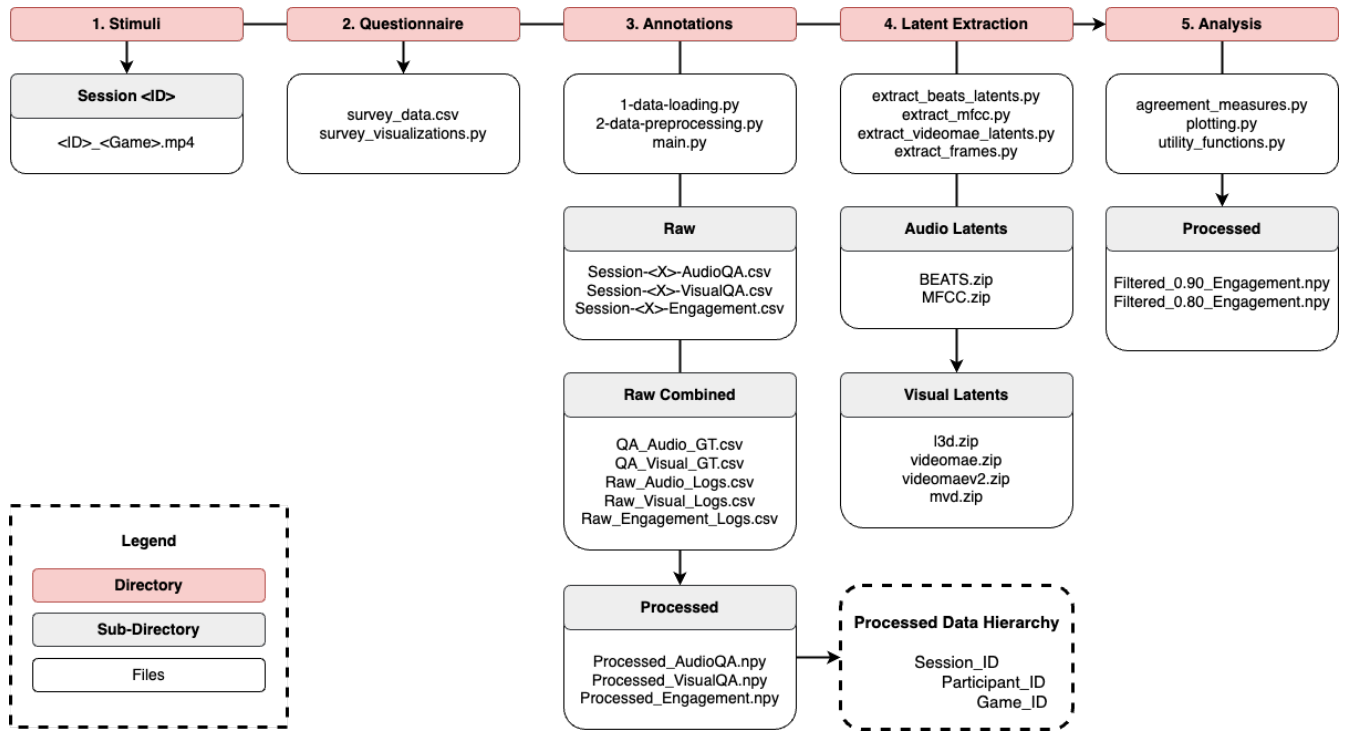 1. Stimuli
Session <ID>
<ID>_<Game>.mp4
2. Questionnaire
survey_data.csv
survey_visualizations.py
3. Annotations
1-data-loading.py
2-data-preprocessing.py
main.py
Raw
Session-<X>-AudioQA.csv
Session-<X>-VisualQA.csv
Session-<X>-Engagement.csv
Raw Combined
QA_Audio_GT.csv
QA_Visual_GT.csv
Raw_Audio_Logs.csv
Raw_Visual_Logs.csv
Raw_Engagement_Logs.csv
Processed
Processed_AudioQA.npy
Processed_VisualQA.npy
Processed_Engagement.npy
Processed Data Hierarchy
Session_ID
Participant_ID
Game_ID
4. Latent Extraction
extract_beats_latents.py
extract_mfcc.py
extract_videomae_latents.py
extract_frames.py
Audio Latents
BEATS.zip
MFCC.zip
Visual Latents
I3d.zip
videomae.zip
videomaev2.zip
mvd.zip
5. Analysis
agreement_measures.py
plotting.py
utility_functions.py
Processed
Filtered_0.90_Engagement.npy
Filtered_0.80_Engagement.npy
Legend
Directory
Sub-Directory
Files